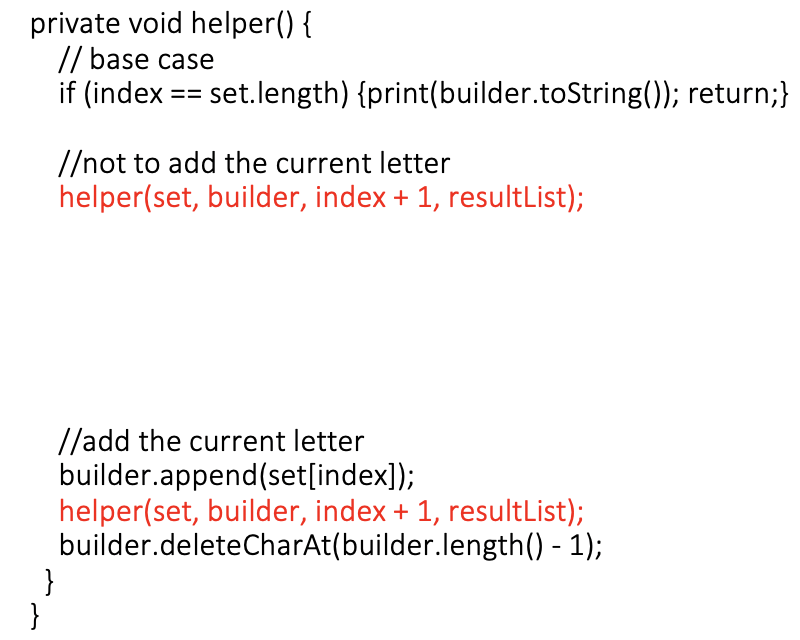 private void helper() {
// base case
if (index == set.length) {print(builder.toString()); return;}
//not to add the current letter
helper(set, builder, index + 1, resultList);
//add the current letter
builder.append(set[index]);
helper(set, builder, index + 1, resultList);
builder.deleteCharAt(builder.length() - 1);
}
}